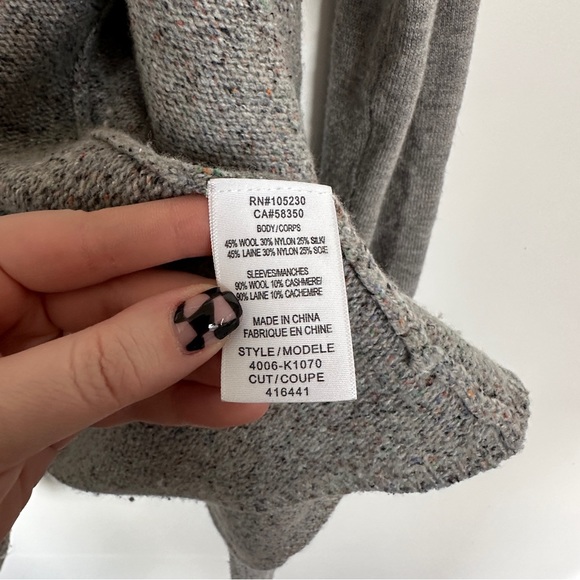 RN#105230
CA#58350
BODY/CORPS
45% WOOL 30% NYLON 25% SILK/
45% LAINE 30% NYLON 25% SOIE
SLEEVES/MANCHES
90% WOOL 10% CASHMERE/
90% LAINE 10% CACHEMIRE
MADE IN CHINA
FABRIQUE EN CHINE
STYLE/MODELE
4006-K1070
CUT/COUPE
416441